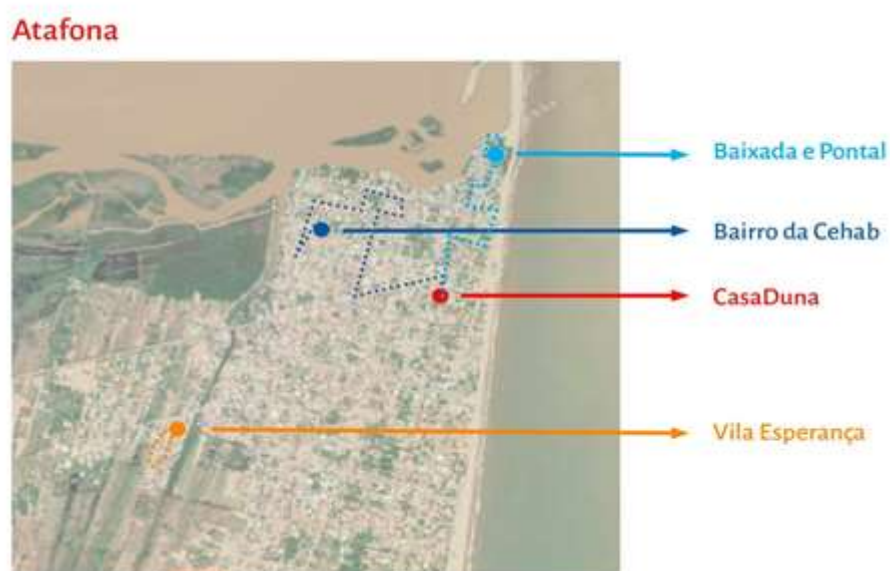 Atafona
Baixada e Pontal
Bairro da Cehab
CasaDuna
Vila Esperança